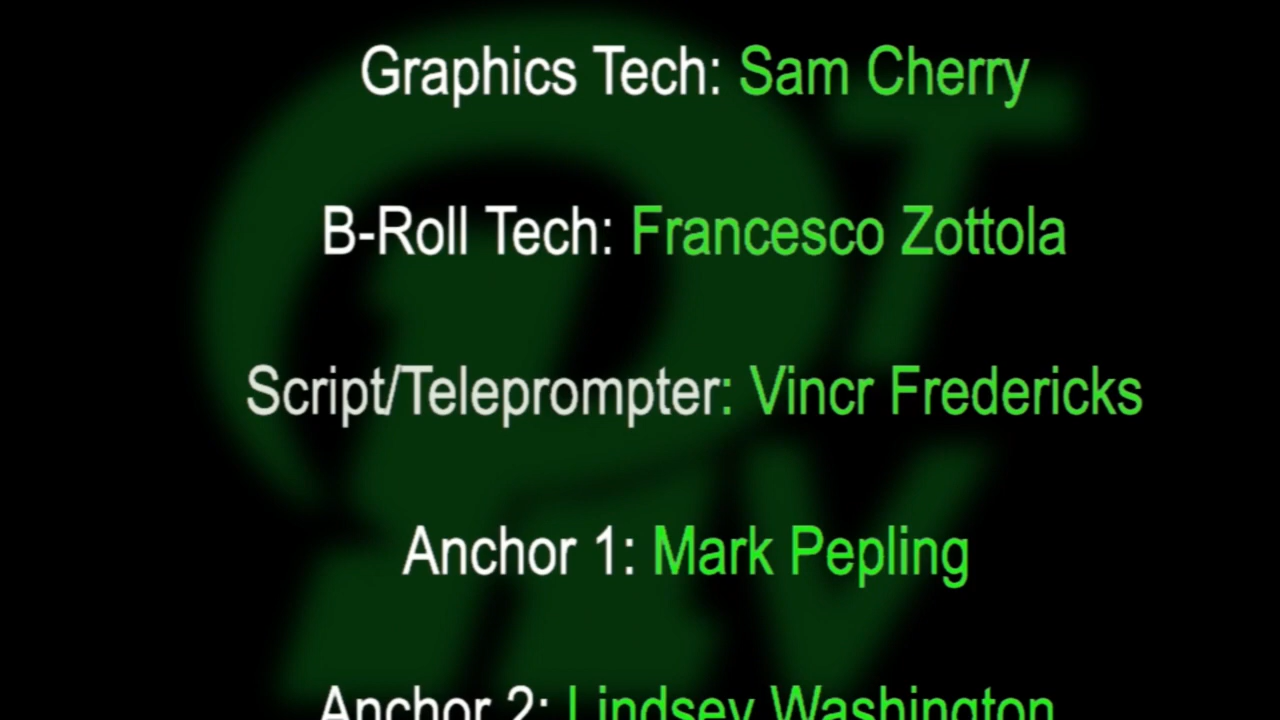 Graphics Tech: Sam Cherry
B-Roll Tech: Francesco Zottola
Script/Teleprompter: Vincr Fredericks
Anchor 1: Mark Pepling
Anchor 2: Lindsey Washington